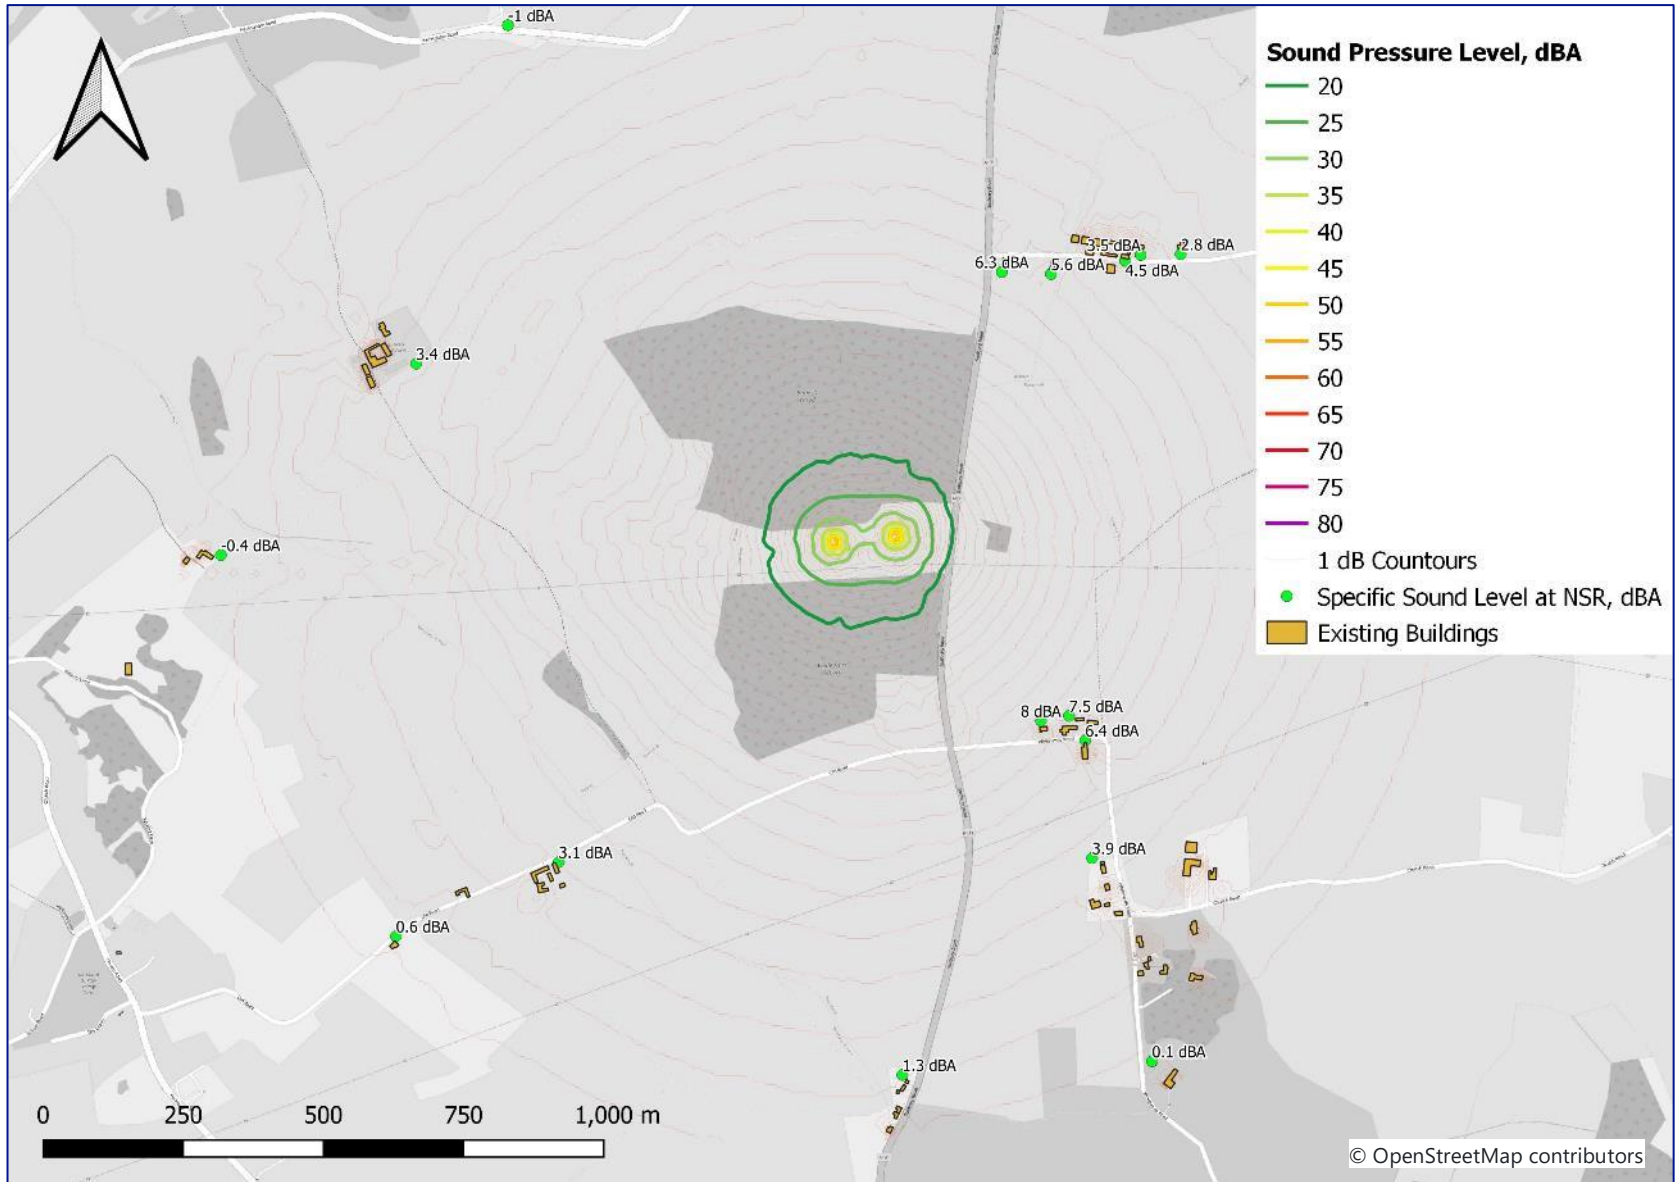 -1 dBA
Sound Pressure Level, dBA
20
25
30
35
40
45
50
55
60
65
70
75
80
1 dB Countours
Specific Sound Level at NSR, dBA
Existing Buildings
3.5 dBA
2.8 dBA
6.3 dBA
5.6 dBA
4.5 dBA
3.4 dBA
-0.4 dBA
8 dBA
7.5 dBA
6.4 dBA
3.1 dBA
3.9 dBA
0.6 dBA
0.1 dBA
1.3 dBA
0 250 500 750 1,000 m
© OpenStreetMap contributors